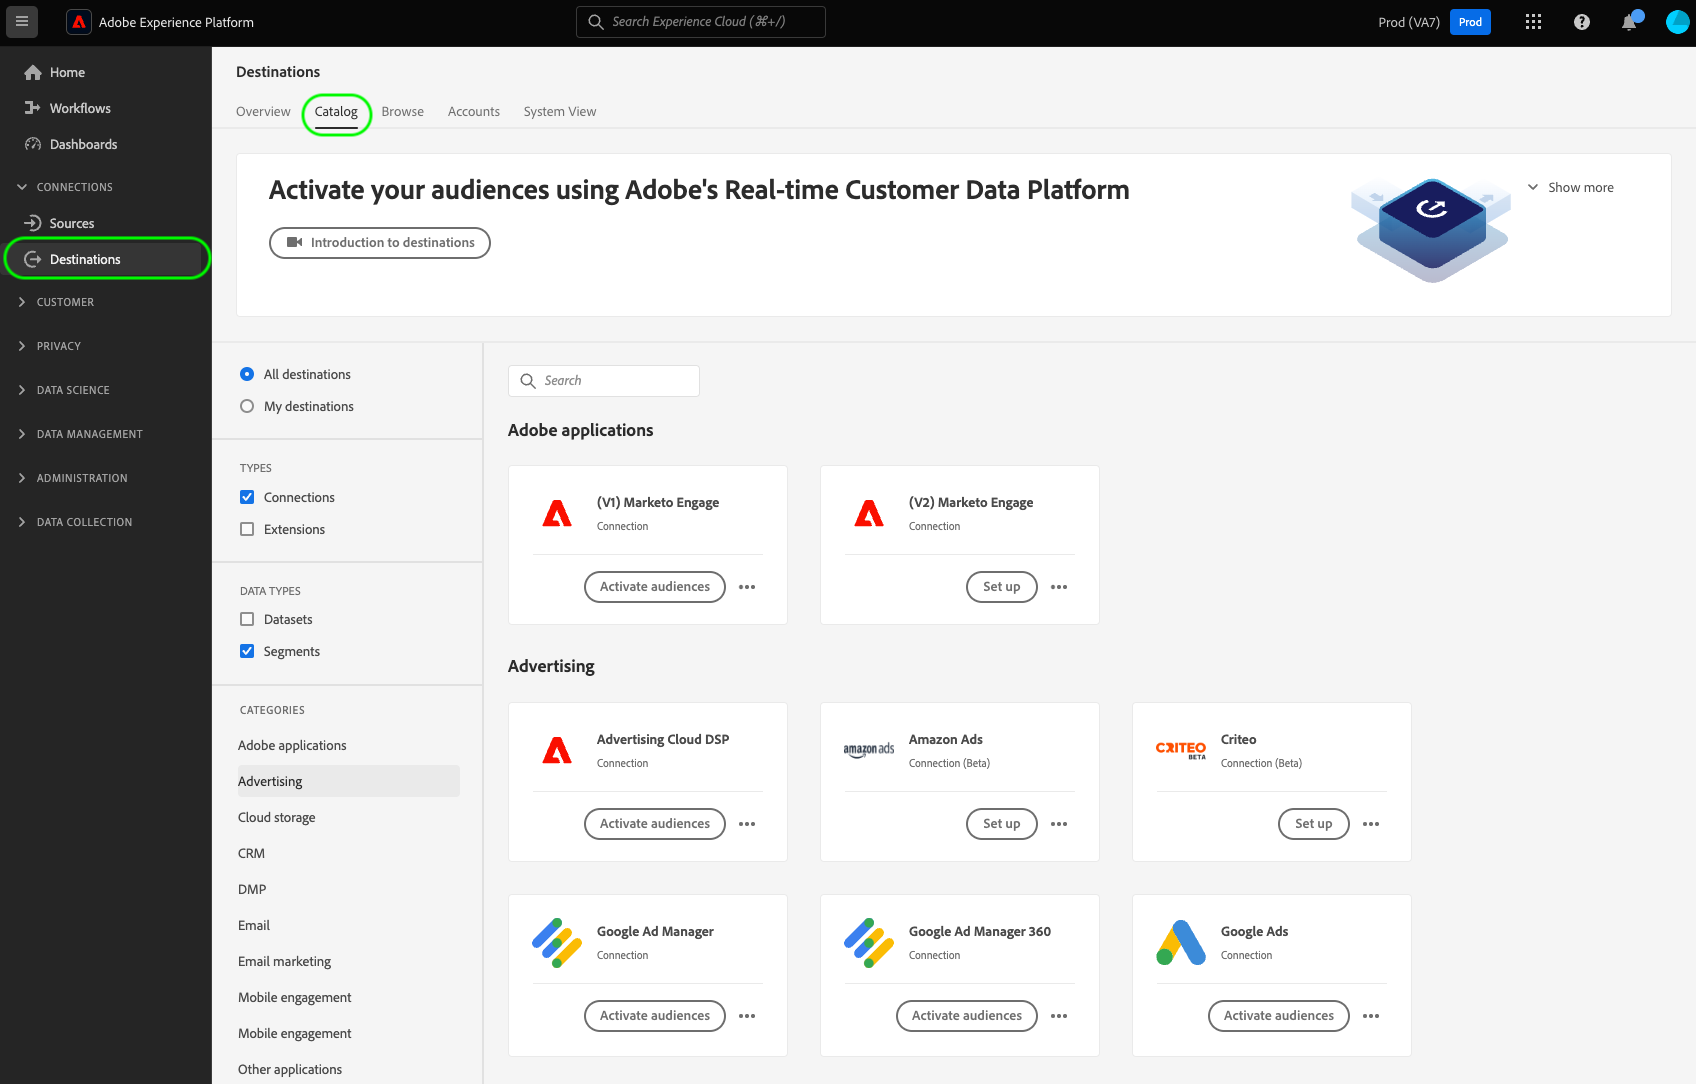 Adobe Experience Platform
Search Experience Cloud (⌘+/)
Prod (VA7)
Prod
Home
Workflows
Dashboards
CONNECTIONS
Sources
Destinations
CUSTOMER
PRIVACY
DATA SCIENCE
DATA MANAGEMENT
ADMINISTRATION
DATA COLLECTION
Destinations
Overview Catalog Browse Accounts System View
Activate your audiences using Adobe's Real-time Customer Data Platform
Show more
Introduction to destinations
All destinations
My destinations
TYPES
Connections
Extensions
DATA TYPES
Datasets
Segments
CATEGORIES
Adobe applications
Advertising
Cloud storage
CRM
DMP
Email
Email marketing
Mobile engagement
Mobile engagement
Other applications
Search
Adobe applications
(V1) Marketo Engage
Connection
Activate audiences
(V2) Marketo Engage
Connection
Set up
Advertising
Advertising Cloud DSP
Connection
Activate audiences
amazon ads
Amazon Ads
Connection (Beta)
Set up
CRITEO
BETA
Criteo
Connection (Beta)
Set up
Google Ad Manager
Connection
Activate audiences
Google Ad Manager 360
Connection
Activate audiences
Google Ads
Connection
Activate audiences